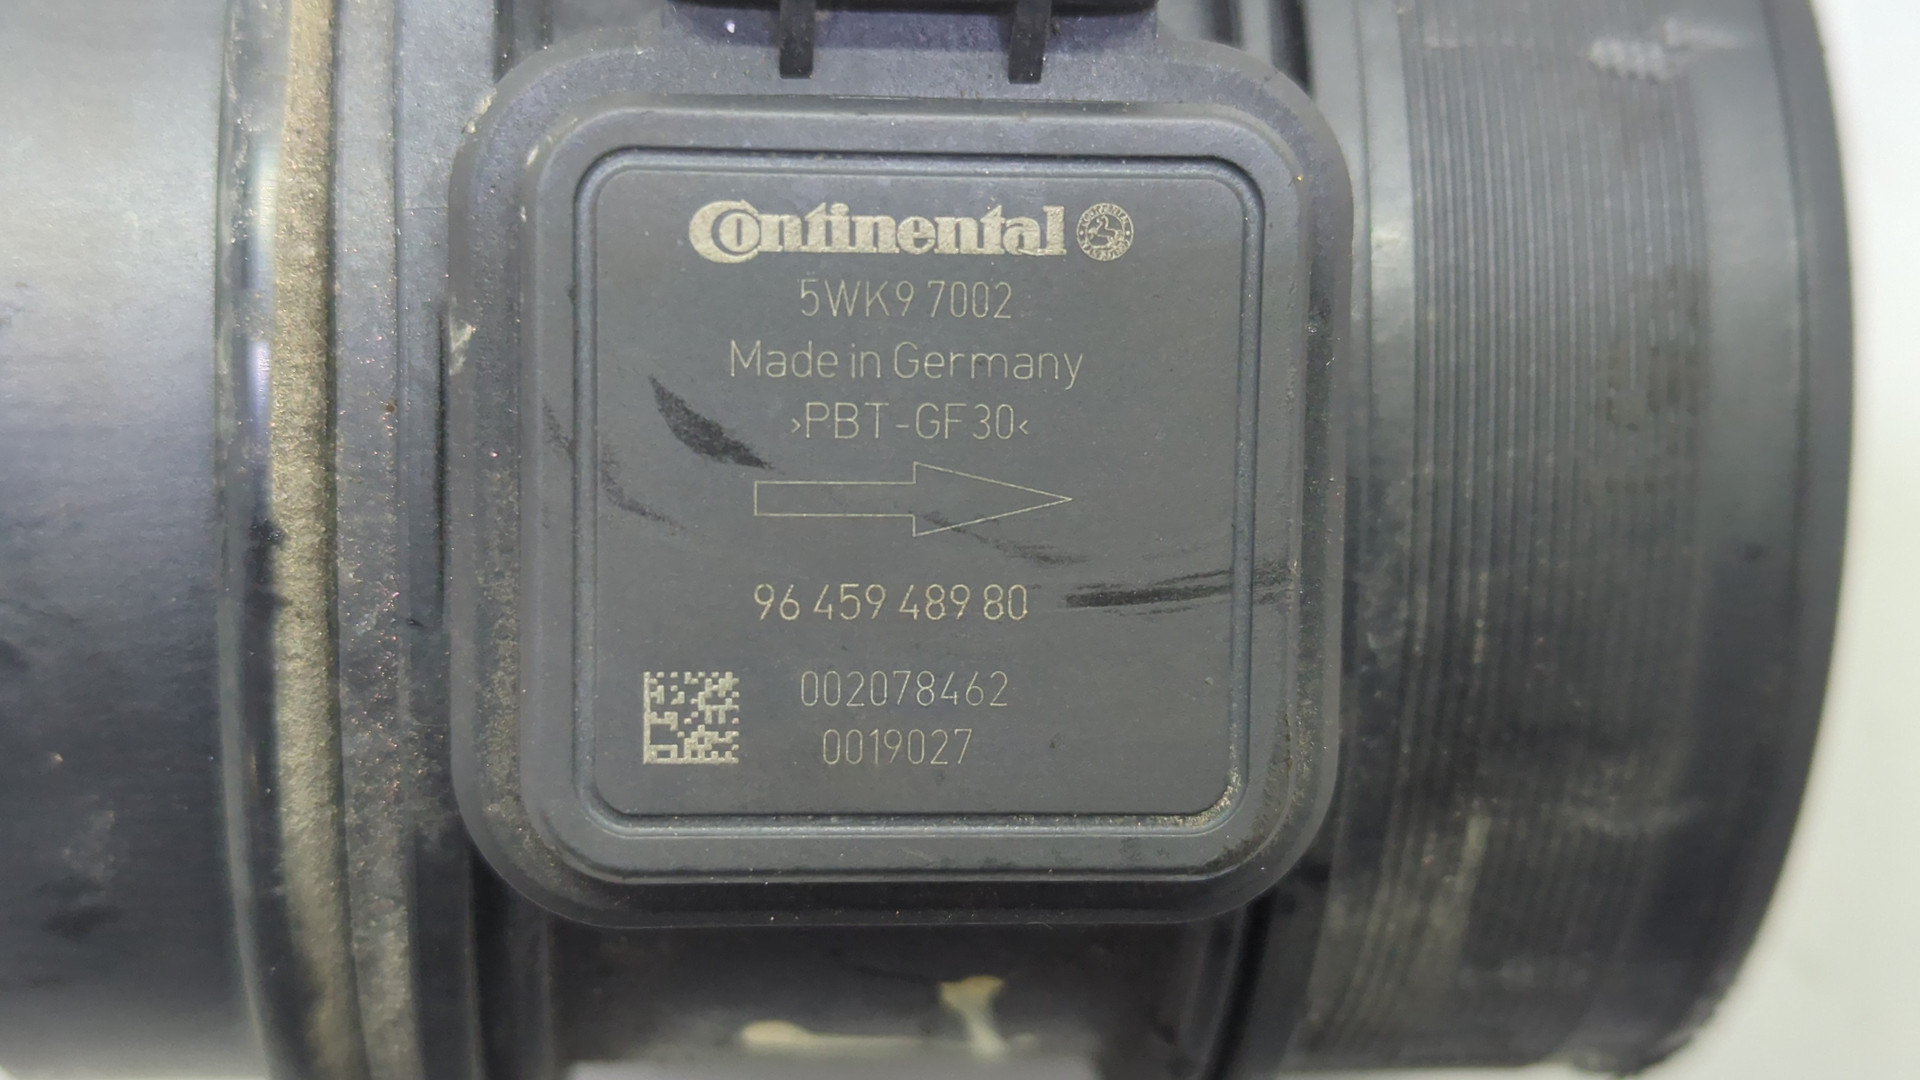 Continental
5WK9 7002
Made in Germany
›PBT-GF30‹
96 459 489 80
002078462
0019027